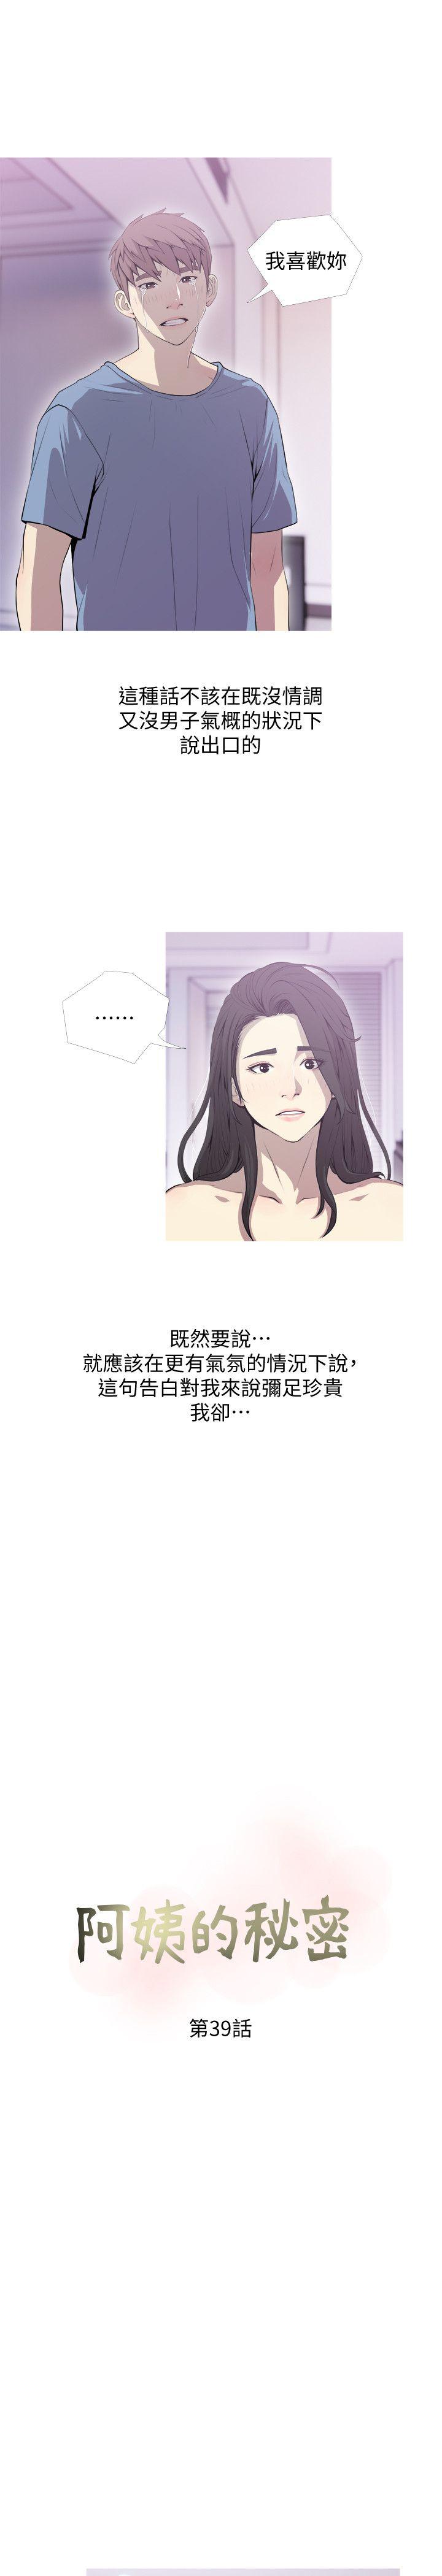 我喜歡妳
這種話不該在既沒情調
又沒男子氣概的狀況下
說出口的
……
既然要說…
就應該在更有氣氛的情況下說，
這句告白對我來說彌足珍貴
我卻…
阿姨的秘密
第39話